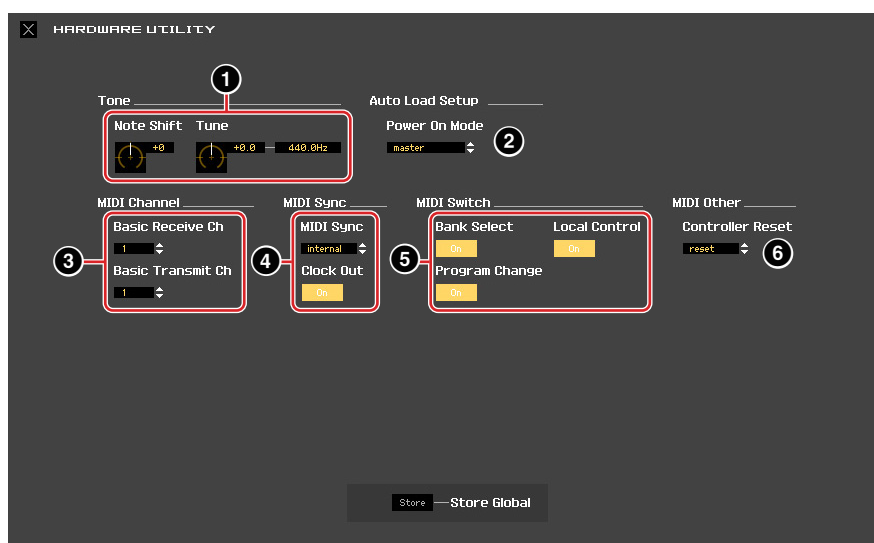 HARDWARE UTILITY
1
Tone
Auto Load Setup
Note Shift Tune
Power On Mode
+0 +0.0 440.0Hz
master
2
MIDI Channel
MIDI Sync
MIDI Switch
MIDI Other
Basic Receive Ch
MIDI Sync
Bank Select
Local Control
Controller Reset
1
internal
On
On
reset
3
4
5
6
Basic Transmit Ch
Clock Out
Program Change
1
On
On
Store Store Global